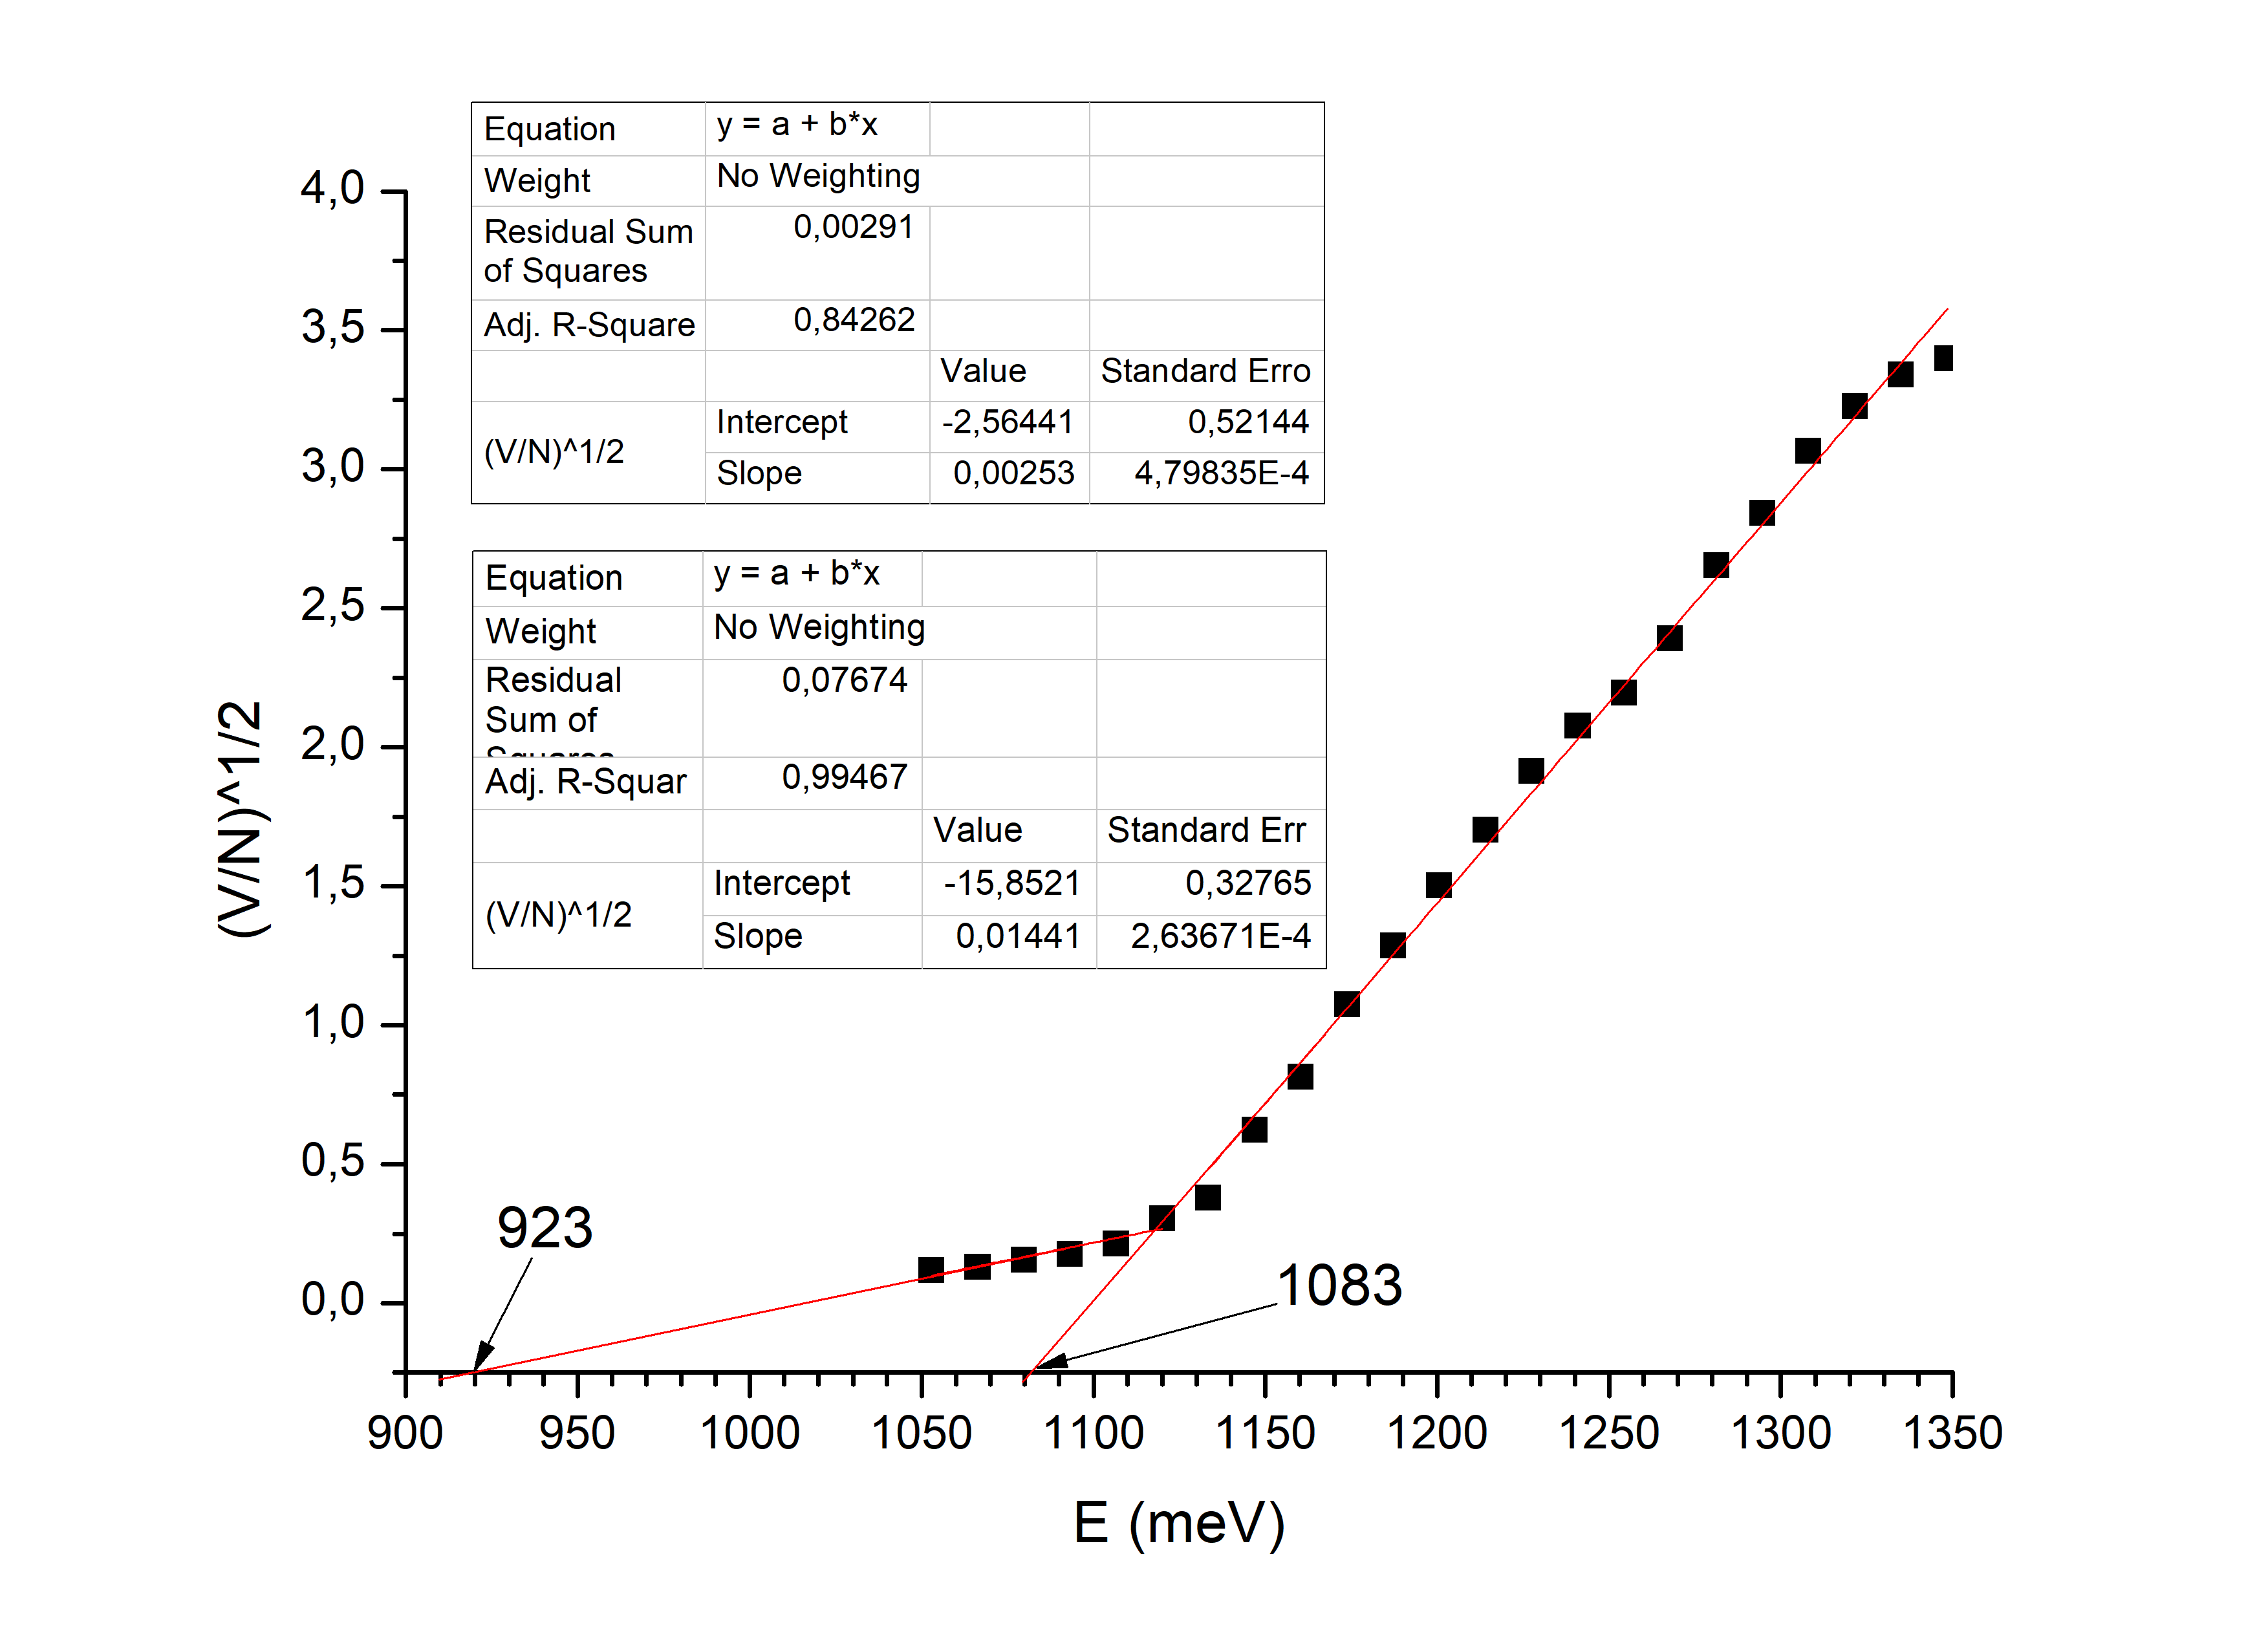 Equation y = a + b*x
Weight No Weighting
Residual Sum 0,00291
of Squares
Adj. R-Square 0,84262
Value Standard Erro
(V/N)^1/2 Intercept -2,56441 0,52144
Slope 0,00253 4,79835E-4
Equation y = a + b*x
Weight No Weighting
Residual 0,07674
Sum of
Squares
Adj. R-Squar 0,99467
Value Standard Err
(V/N)^1/2 Intercept -15,8521 0,32765
Slope 0,01441 2,63671E-4
4,0
3,5
3,0
2,5
2,0
1,5
1,0
0,5
0,0
(V/N)^1/2
923
1083
900 950 1000 1050 1100 1150 1200 1250 1300 1350
E (meV)